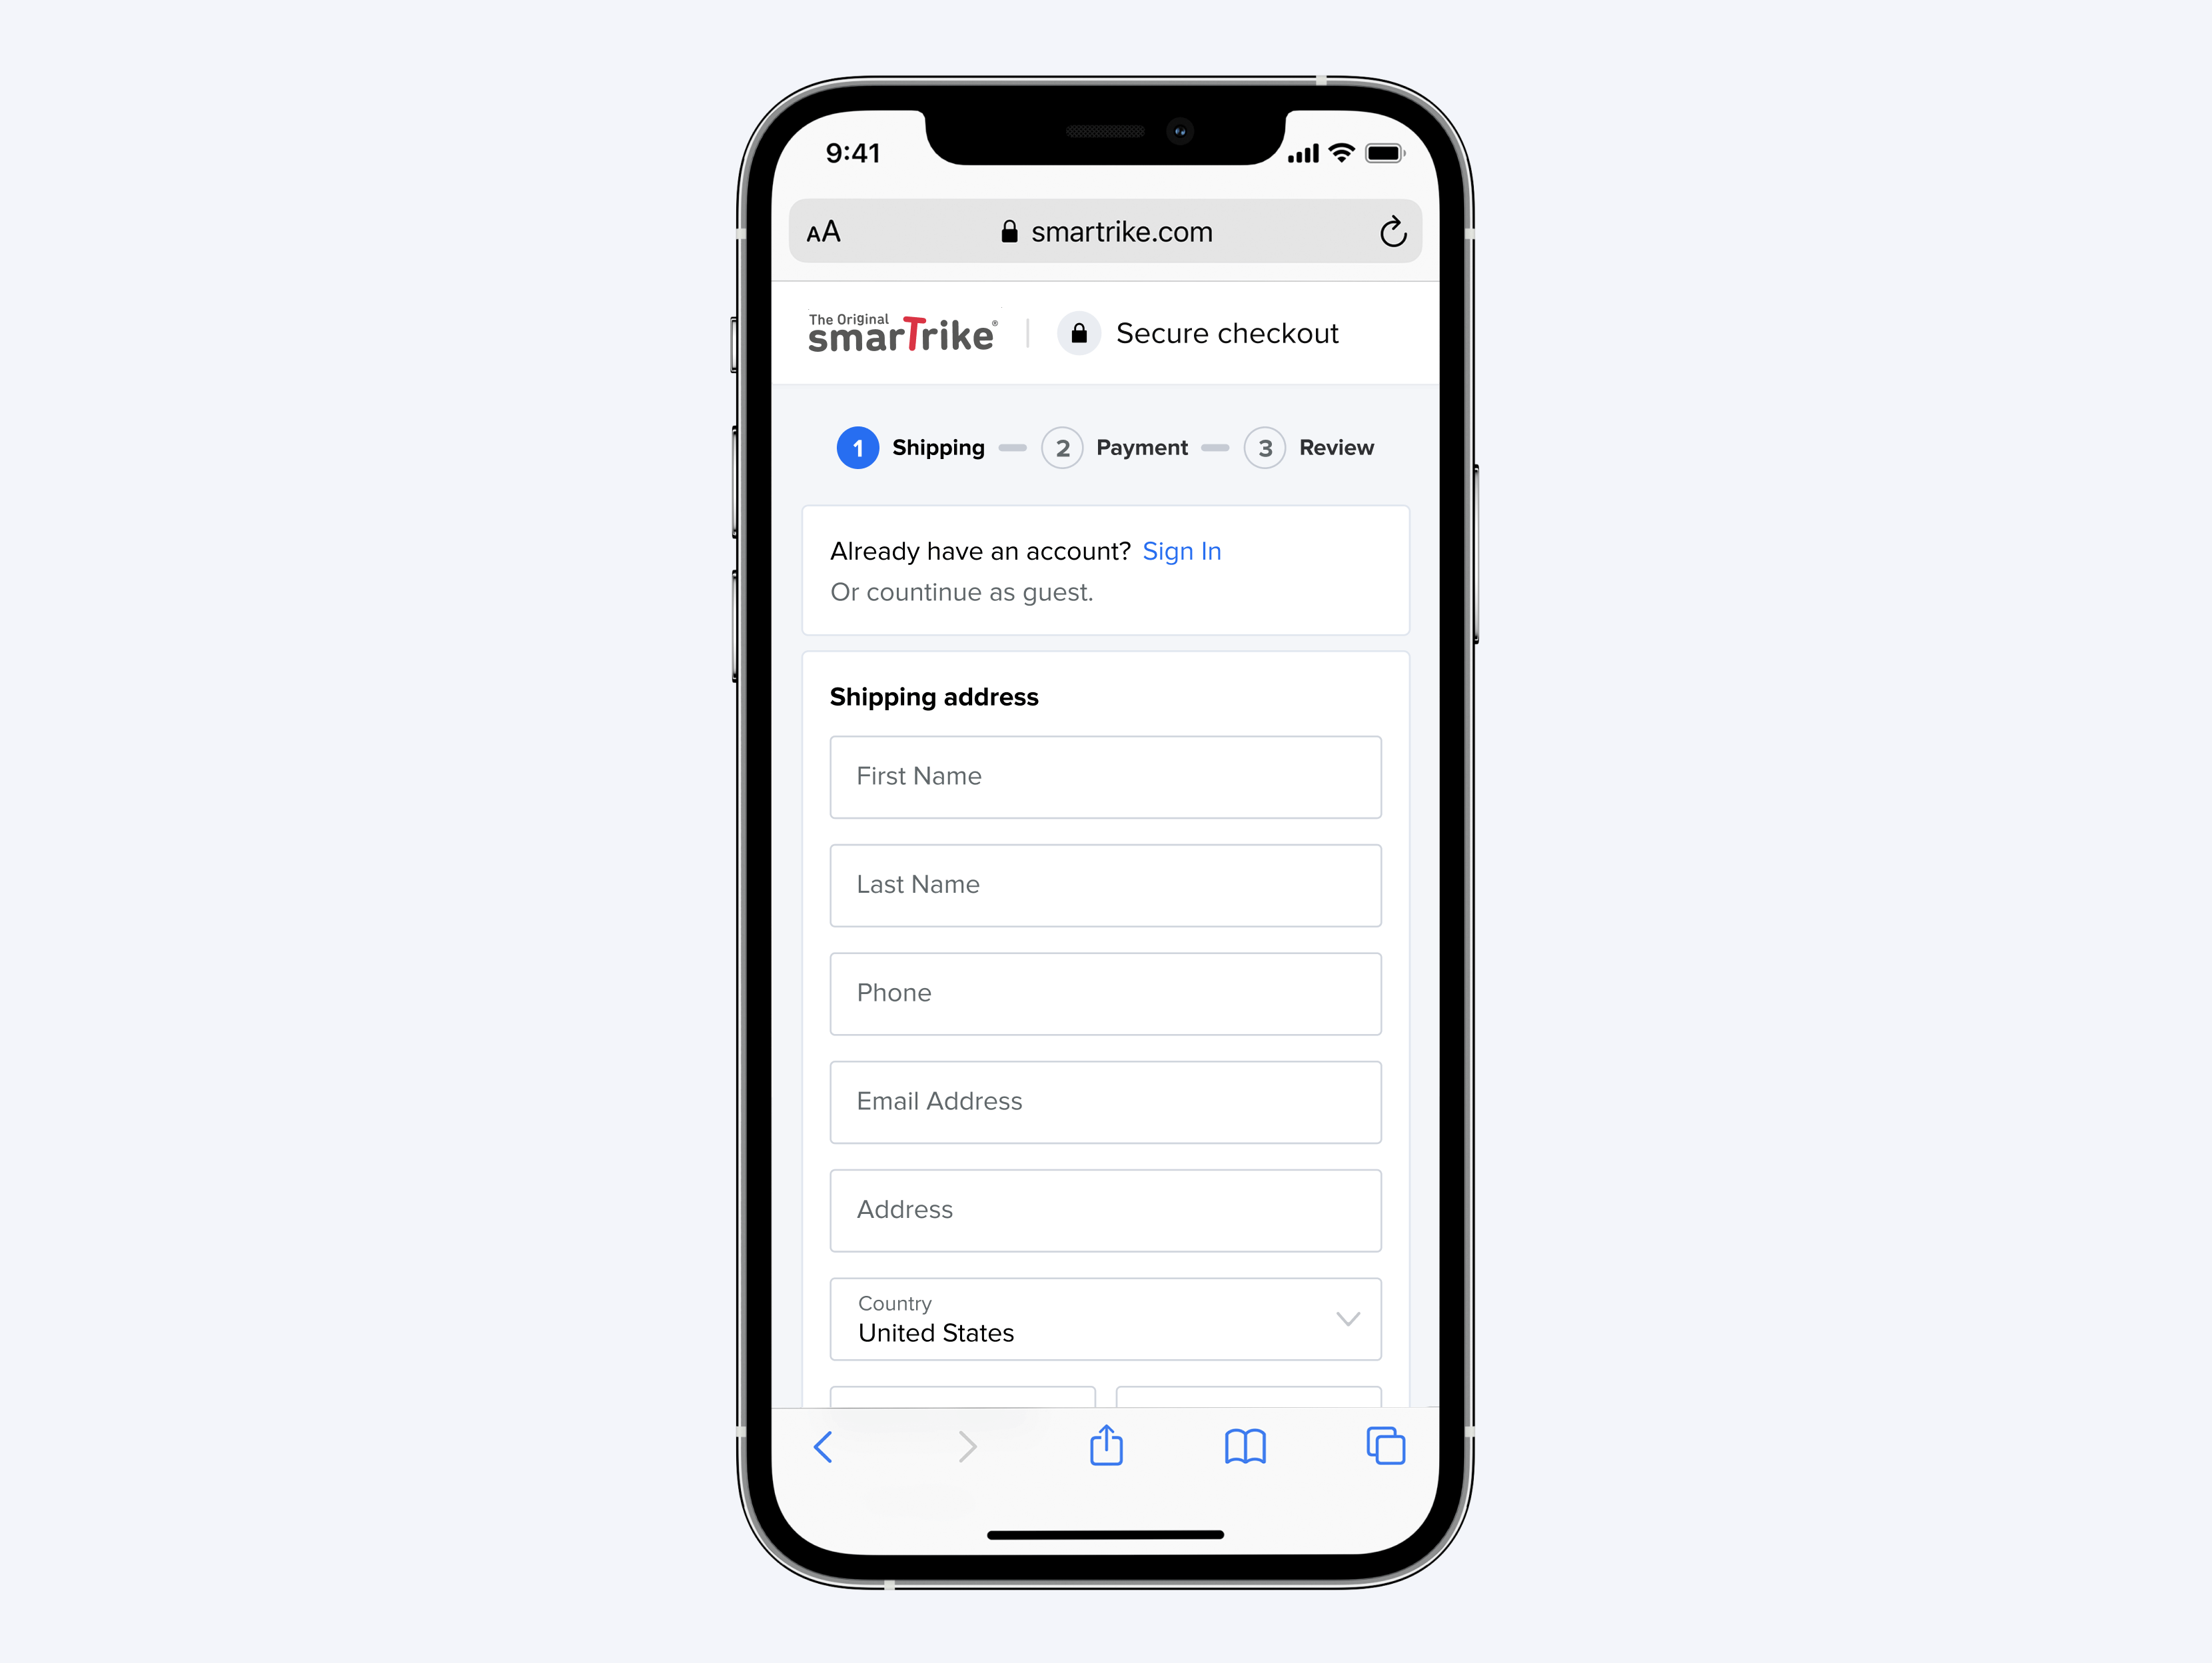 9:41
AA smartrike.com
The Original
smarTrike®
Secure checkout
1 Shipping 2 Payment 3 Review
Already have an account? Sign In
Or countinue as guest.
Shipping address
First Name
Last Name
Phone
Email Address
Address
Country
United States